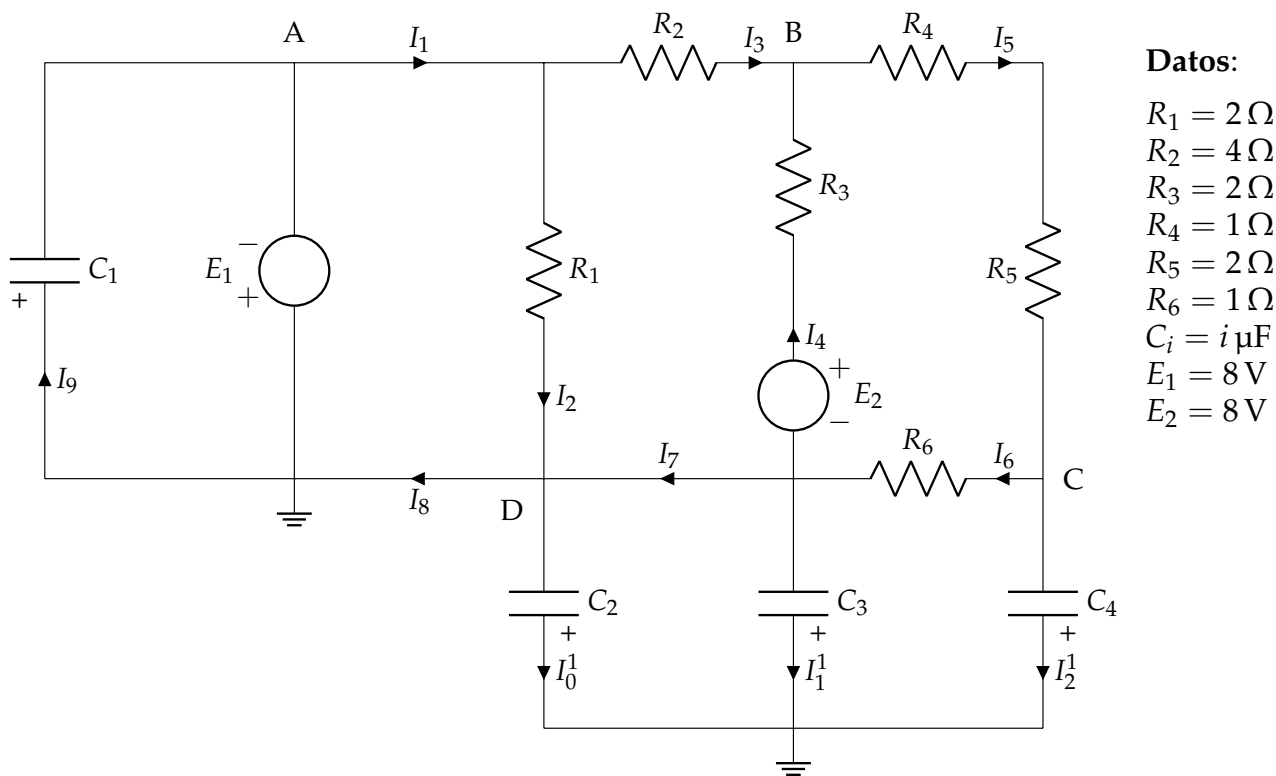 A
I₁
R₂
I₃
B
R₄
I₅
Datos:
R₁ = 2 Ω
R₂ = 4 Ω
R₃ = 2 Ω
R₄ = 1 Ω
R₅ = 2 Ω
R₆ = 1 Ω
Cᵢ = i µF
E₁ = 8 V
E₂ = 8 V
R₃
−
C₁
+
E₁
+
R₁
R₅
I₉
I₂
I₄
+
E₂
−
R₆
I₈
I₇
I₆
C
D
C₂
+
C₃
+
C₄
+
I₀¹
I₁¹
I₂¹